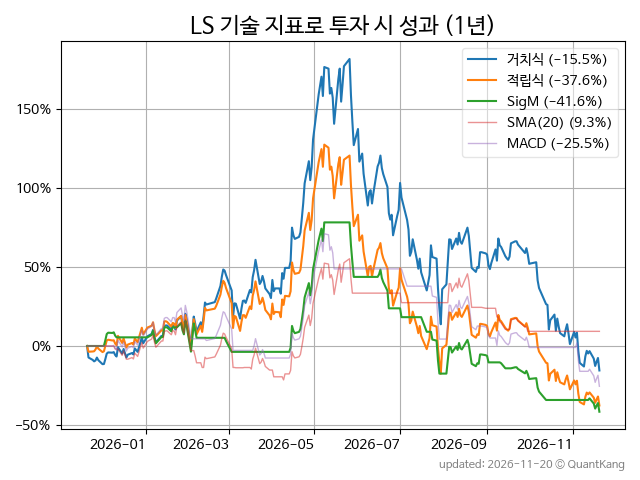 LS 기술 지표로 투자 시 성과 (1년)
거치식 (−15.5%)
적립식 (−37.6%)
SigM (−41.6%)
SMA(20) (9.3%)
MACD (−25.5%)
150%
100%
50%
0%
−50%
2026-01
2026-03
2026-05
2026-07
2026-09
2026-11
updated: 2026-11-20 © QuantKang